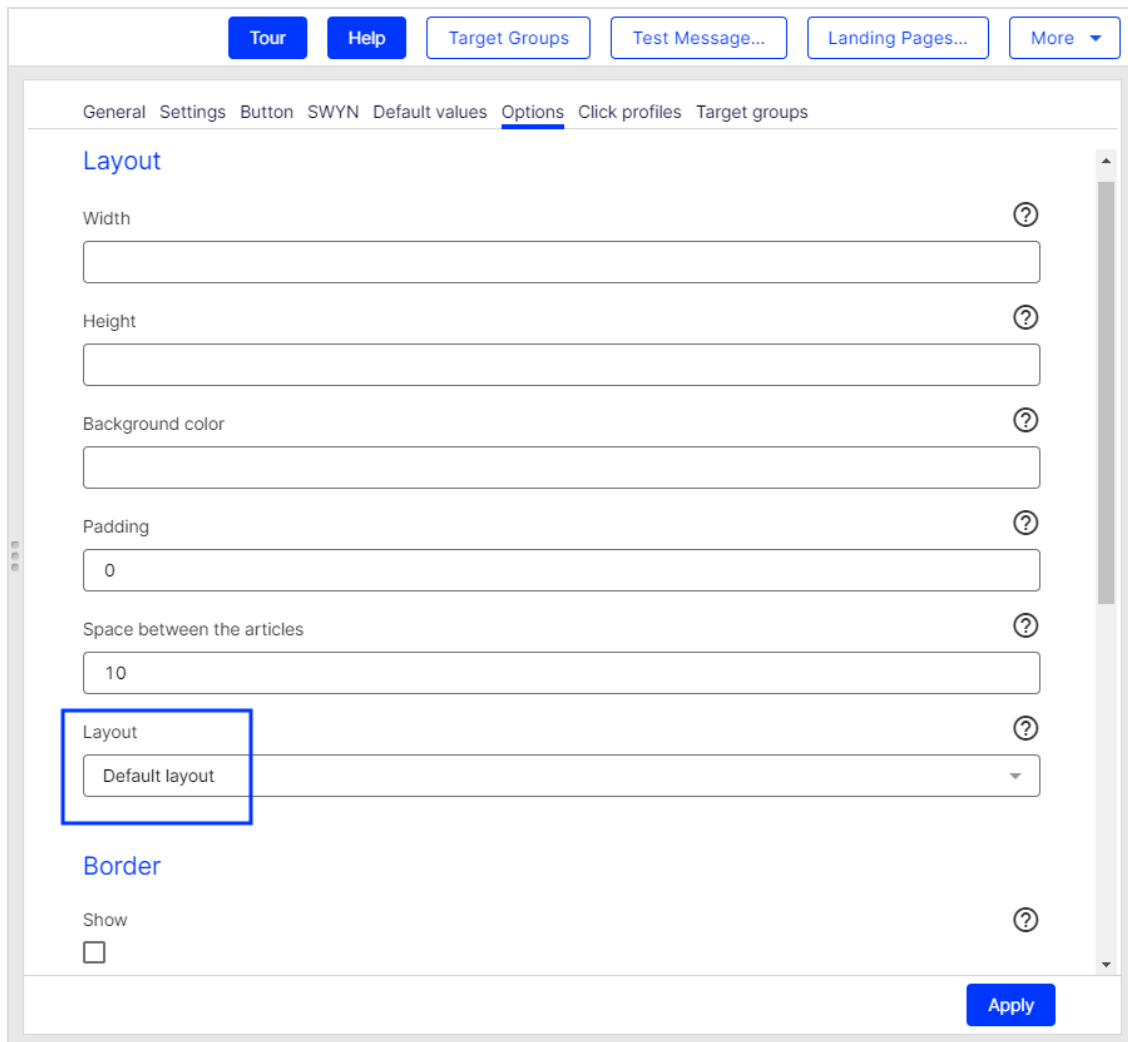 Tour Help Target Groups Test Message... Landing Pages... More
General Settings Button SWYN Default values Options Click profiles Target groups
Layout
Width
Height
Background color
Padding
0
Space between the articles
10
Layout
Default layout
Border
Show
Apply